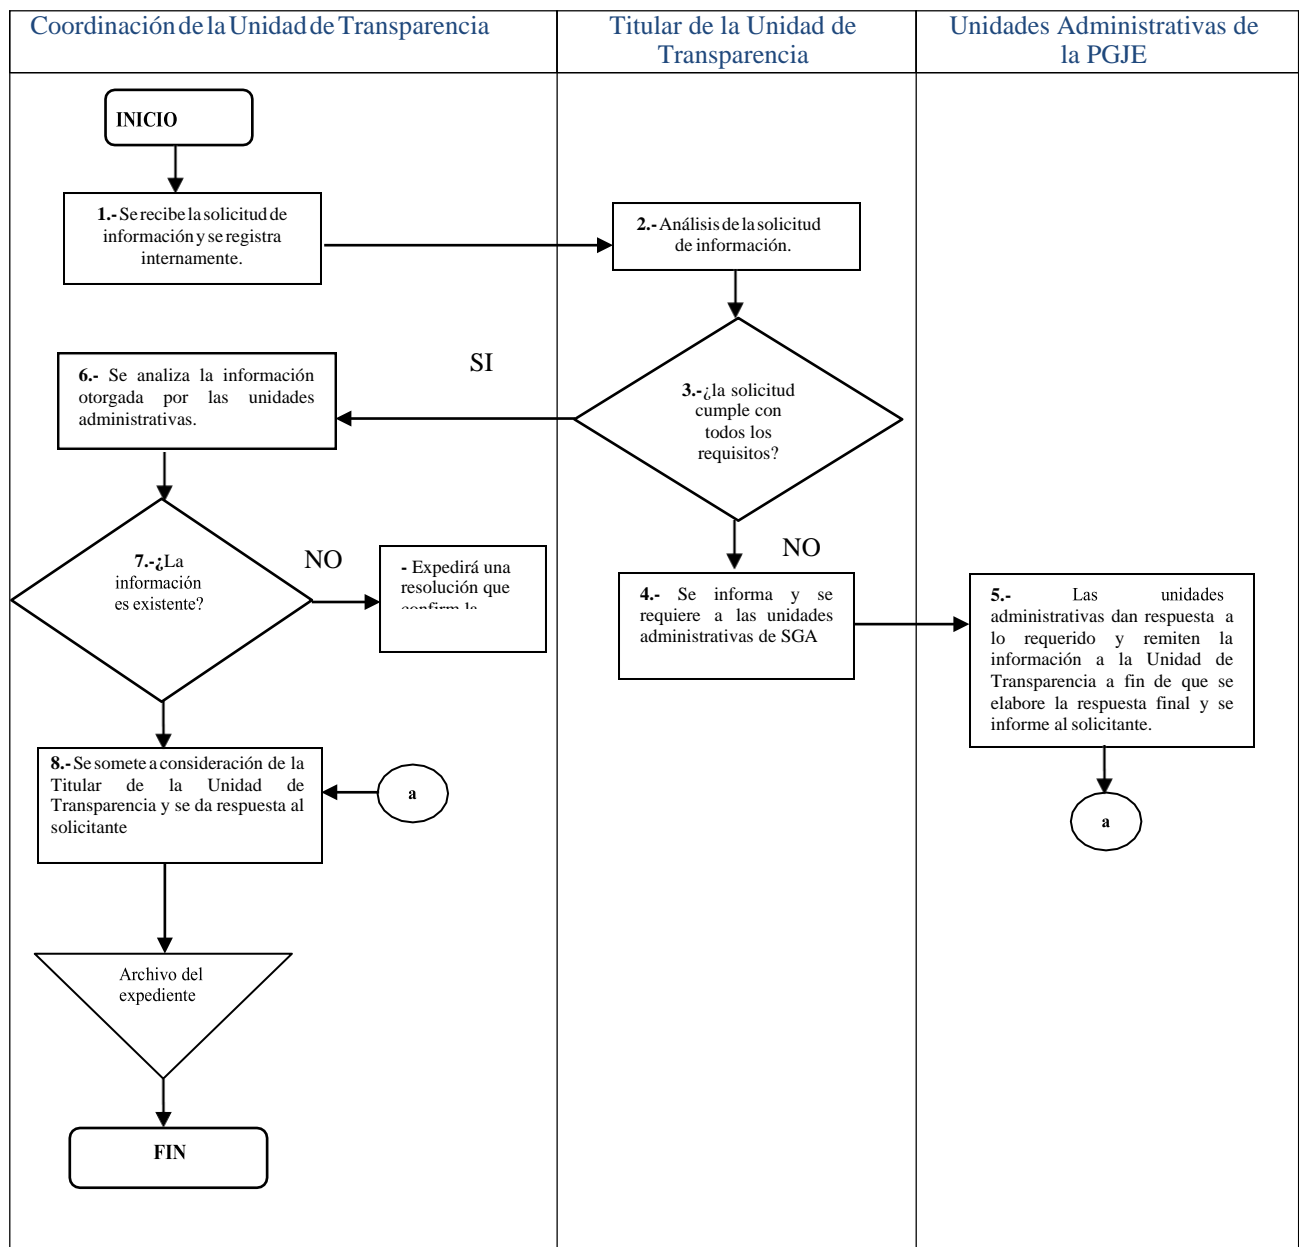 Coordinación de la Unidad de Transparencia
Titular de la Unidad de
Transparencia
Unidades Administrativas de
la PGJE
INICIO
1.- Se recibe la solicitud de
información y se registra
internamente.
2.- Análisis de la solicitud
de información.
SI
6.- Se analiza la información
otorgada por las unidades
administrativas.
3.-¿la solicitud
cumple con
todos los
requisitos?
7.-¿La
información
es existente?
NO
- Expedirá una
resolución que
NO
4.- Se informa y se
requiere a las unidades
administrativas de SGA
5.- Las unidades
administrativas dan respuesta a
lo requerido y remiten la
información a la Unidad de
Transparencia a fin de que se
elabore la respuesta final y se
informe al solicitante.
8.- Se somete a consideración de la
Titular de la Unidad de
Transparencia y se da respuesta al
solicitante
a
a
Archivo del
expediente
FIN